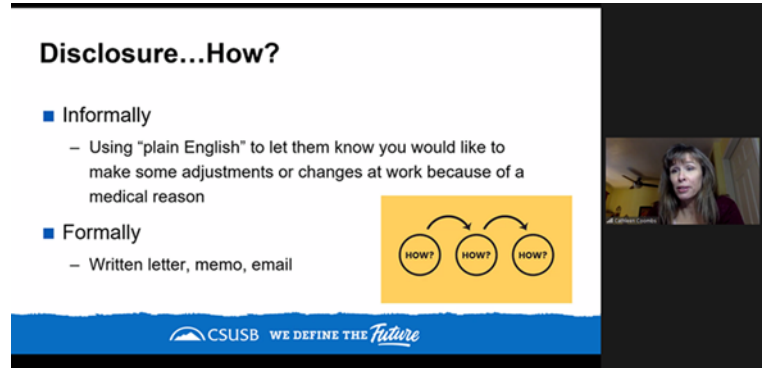 Disclosure…How?
■ Informally
– Using “plain English” to let them know you would like to
make some adjustments or changes at work because of a
medical reason
■ Formally
– Written letter, memo, email
HOW? HOW? HOW?
CSUSB WE DEFINE THE Future
Coombs